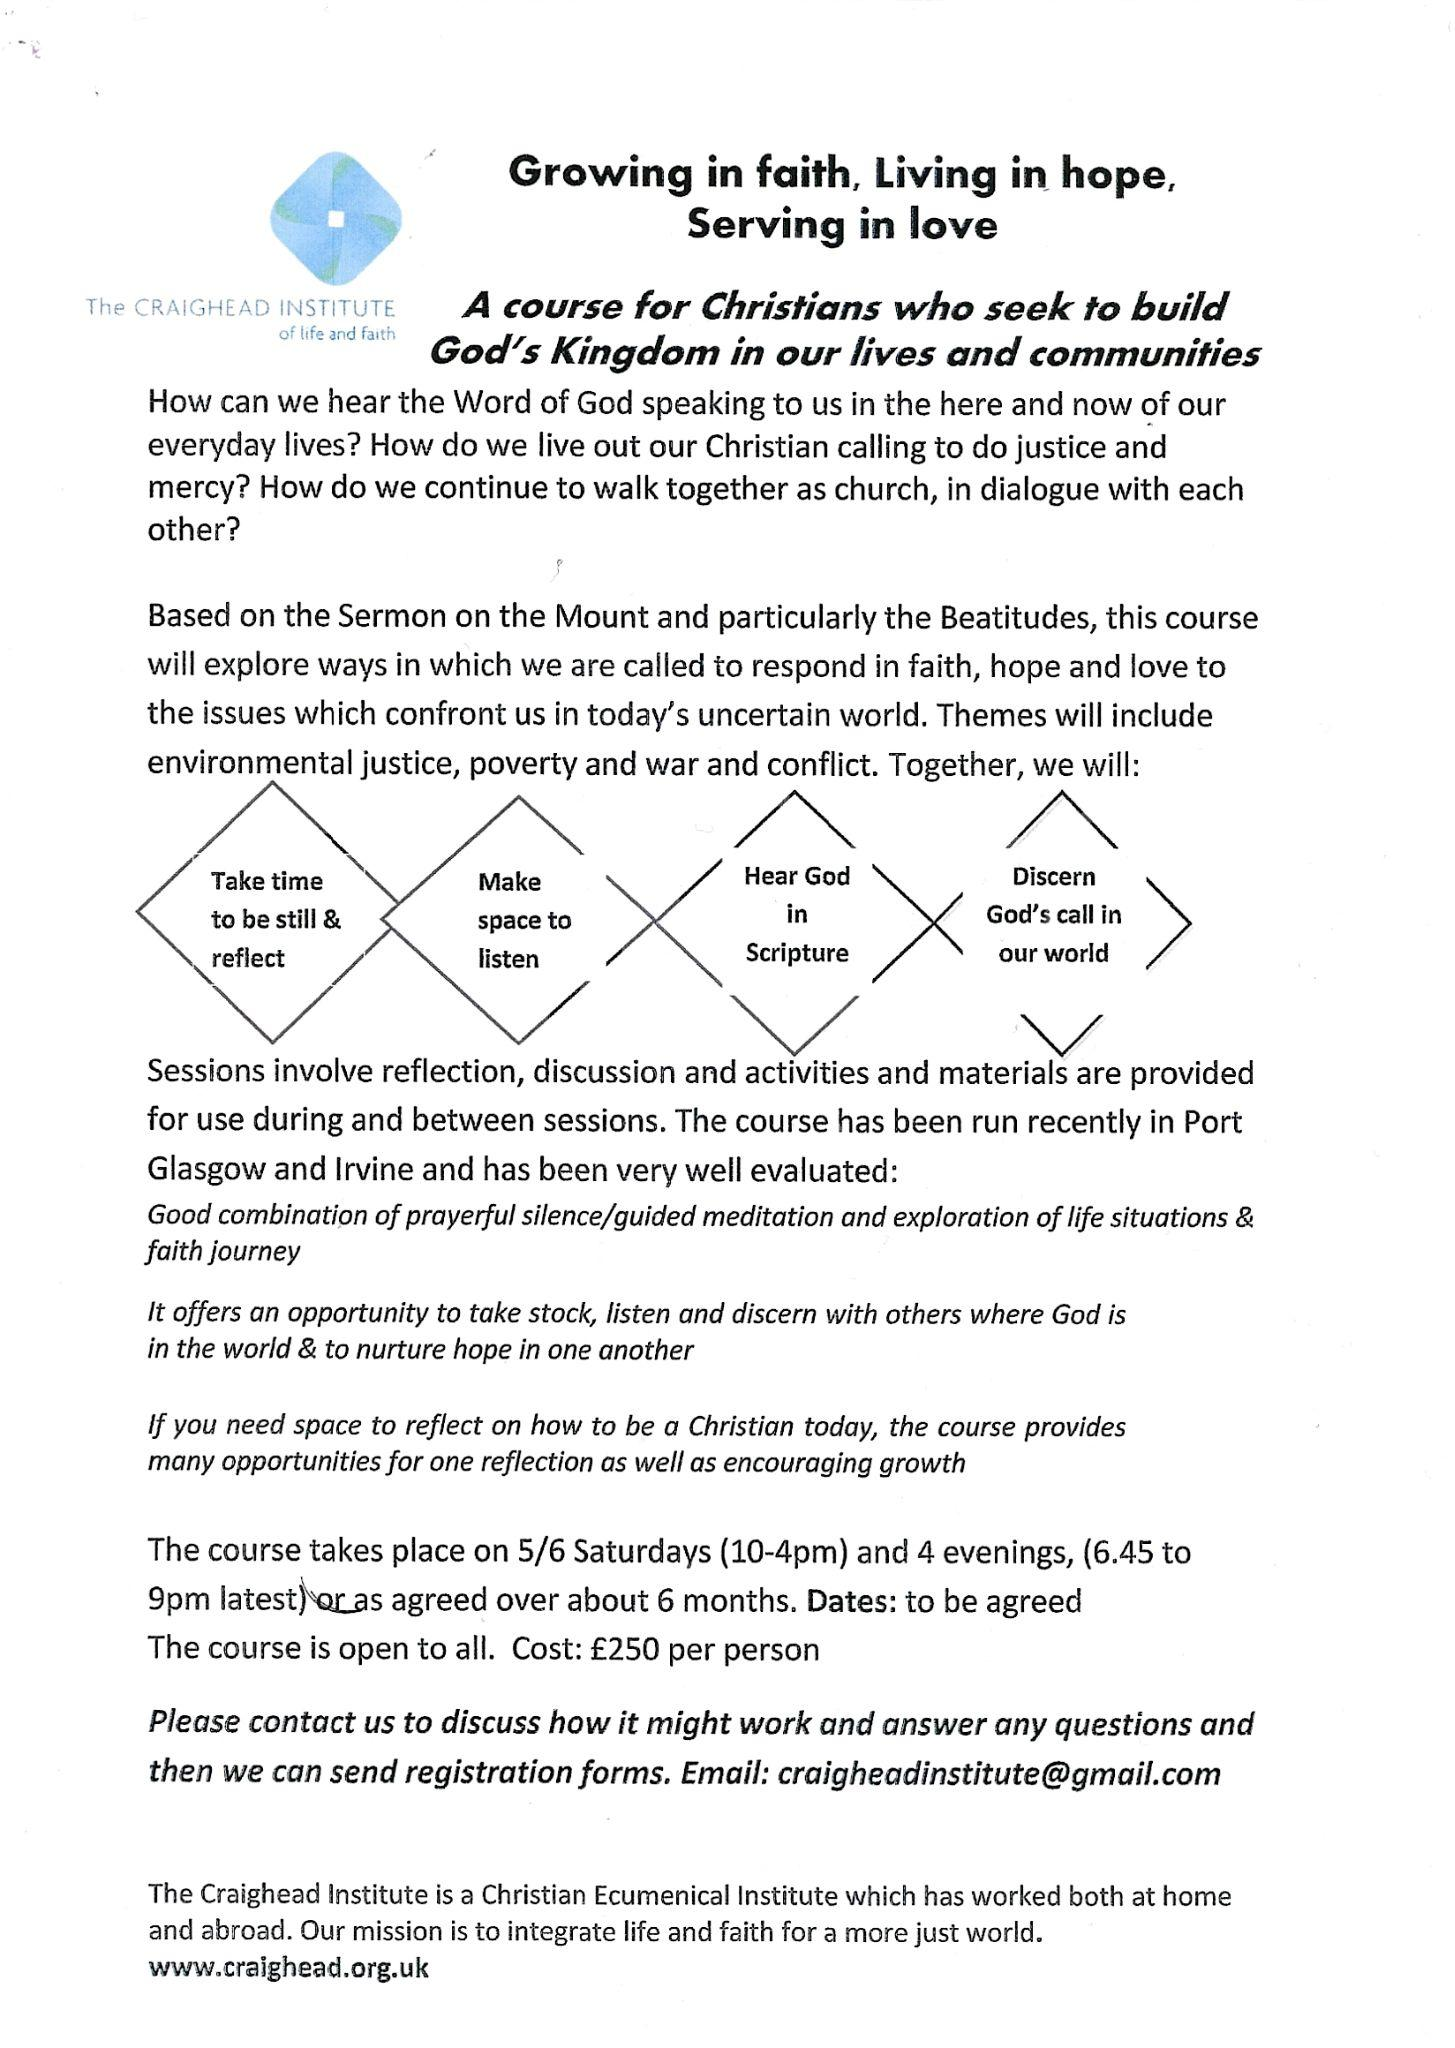 Growing in faith, Living in hope,
Serving in love
The CRAIGHEAD INSTITUTE
of life and faith
A course for Christians who seek to build
God's Kingdom in our lives and communities
How can we hear the Word of God speaking to us in the here and now of our
everyday lives? How do we live out our Christian calling to do justice and
mercy? How do we continue to walk together as church, in dialogue with each
other?
Based on the Sermon on the Mount and particularly the Beatitudes, this course
will explore ways in which we are called to respond in faith, hope and love to
the issues which confront us in today's uncertain world. Themes will include
environmental justice, poverty and war and conflict. Together, we will:
Take time
to be still &
reflect
Make
space to
listen
Hear God
in
Scripture
Discern
God's call in
our world
Sessions involve reflection, discussion and activities and materials are provided
for use during and between sessions. The course has been run recently in Port
Glasgow and Irvine and has been very well evaluated:
Good combination of prayerful silence/guided meditation and exploration of life situations &
faith journey
It offers an opportunity to take stock, listen and discern with others where God is
in the world & to nurture hope in one another
If you need space to reflect on how to be a Christian today, the course provides
many opportunities for one reflection as well as encouraging growth
The course takes place on 5/6 Saturdays (10-4pm) and 4 evenings, (6.45 to
9pm latest) or as agreed over about 6 months. Dates: to be agreed
The course is open to all. Cost: £250 per person
Please contact us to discuss how it might work and answer any questions and
then we can send registration forms. Email: craigheadinstitute@gmail.com
The Craighead Institute is a Christian Ecumenical Institute which has worked both at home
and abroad. Our mission is to integrate life and faith for a more just world.
www.craighead.org.uk